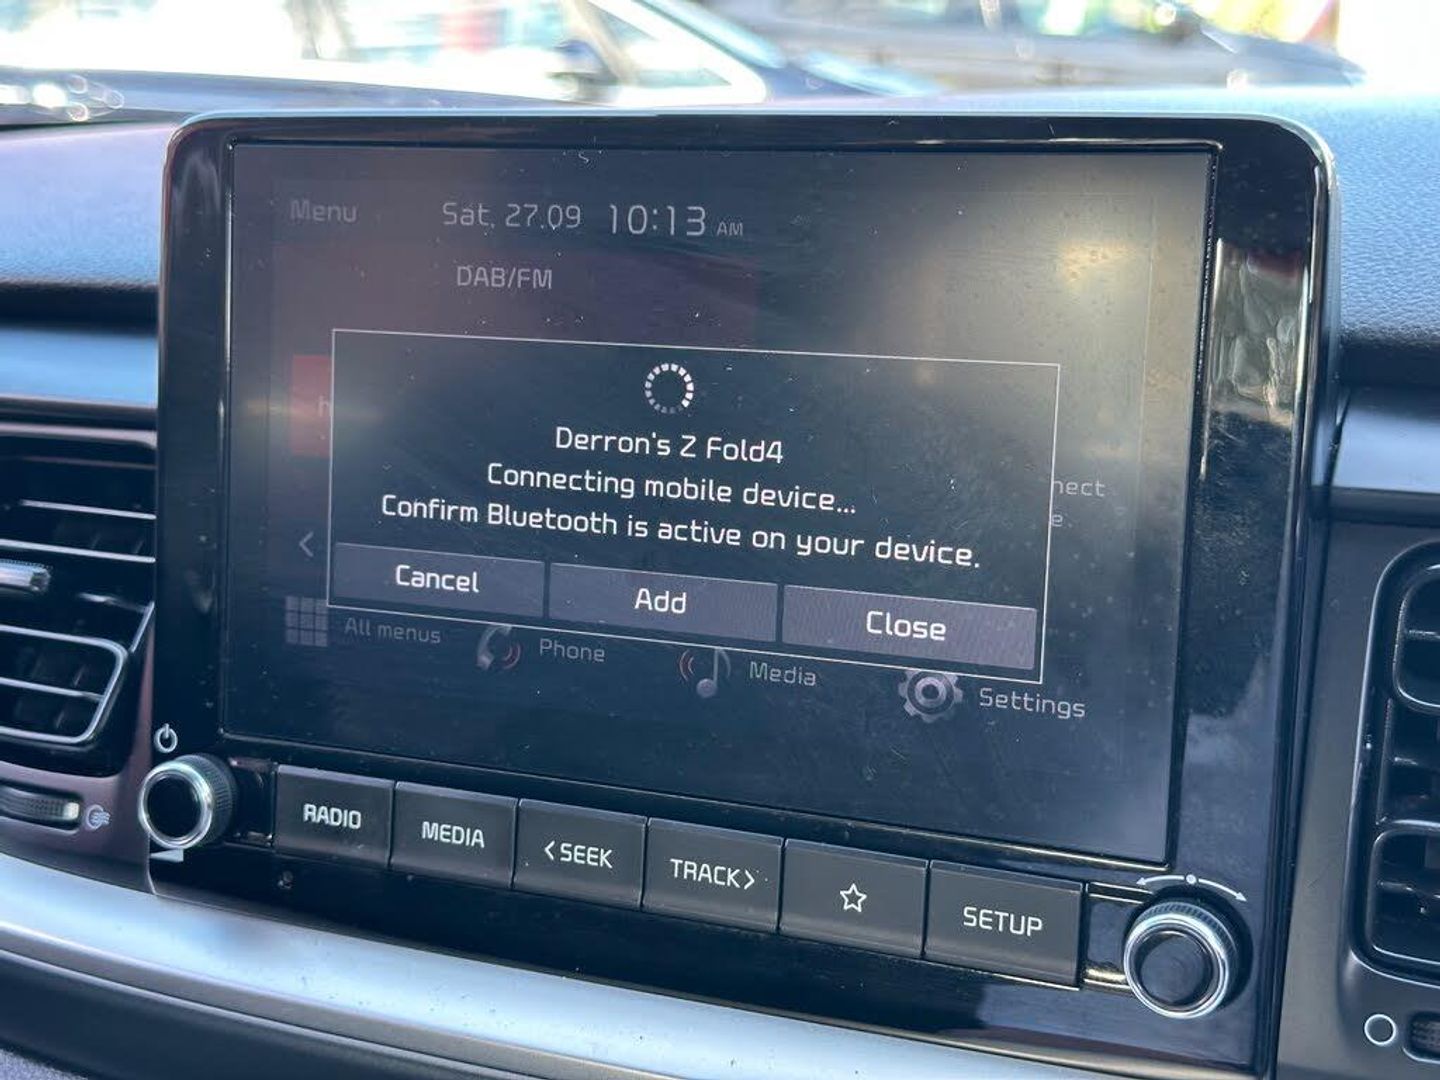 Menu
Sat, 27.09 10:13 AM
DAB/FM
Derron's Z Fold4
Connecting mobile device...
Confirm Bluetooth is active on your device.
Cancel
Add
Close
All menus
Phone
Media
Settings
RADIO
MEDIA
<SEEK
TRACK>
SETUP